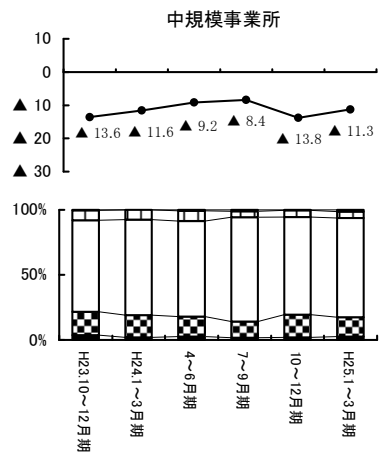 中規模事業所
10
0
▲ 10
▲ 20
▲ 30
▲ 13.6
▲ 11.6
▲ 9.2
▲ 8.4
▲ 13.8
▲ 11.3
100%
50%
0%
H23.10～12月期
H24.1～3月期
4～6月期
7～9月期
10～12月期
H25.1～3月期